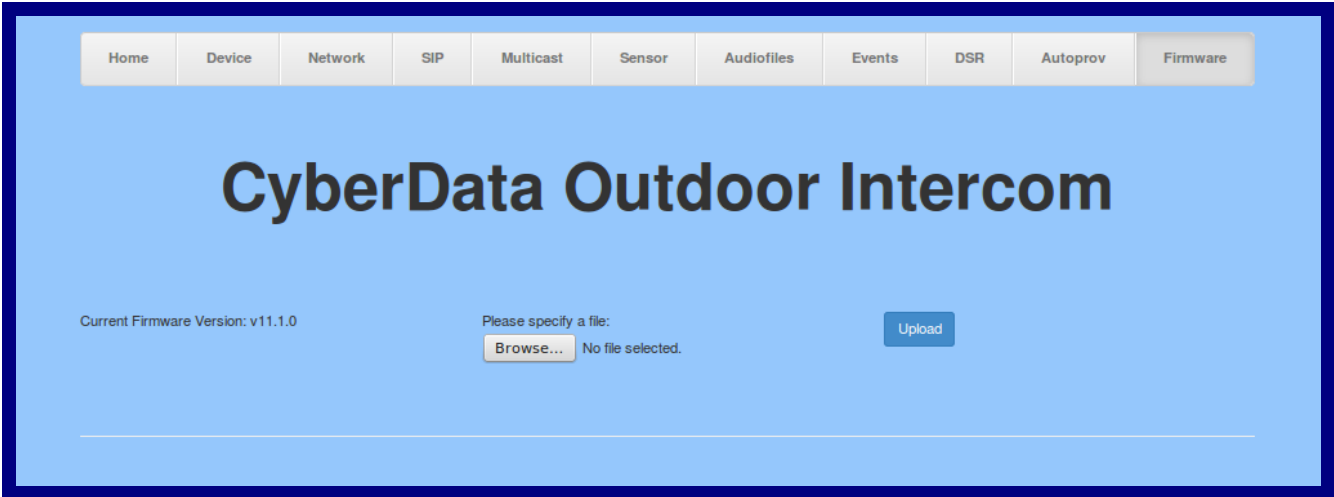 Home Device Network SIP Multicast Sensor Audiofiles Events DSR Autoprov Firmware
CyberData Outdoor Intercom
Current Firmware Version: v11.1.0
Please specify a file:
Browse... No file selected.
Upload